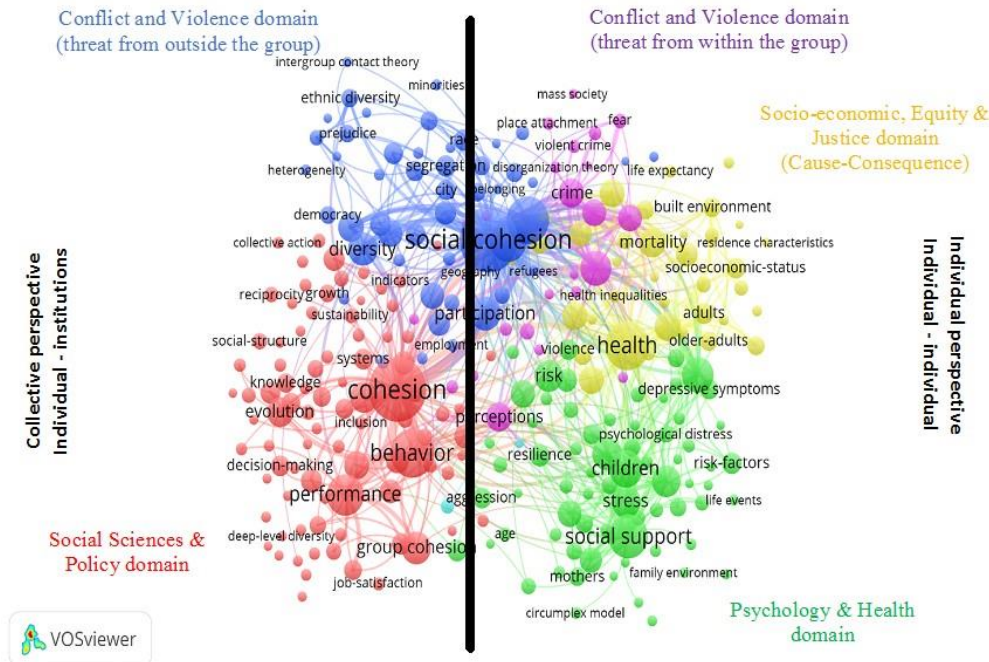 Conflict and Violence domain
(threat from outside the group)
Conflict and Violence domain
(threat from within the group)
intergroup contact theory
minorities
ethnic diversity
mass society
prejudice
race
place attachment
fear
violent crime
Socio-economic, Equity &
Justice domain
(Cause-Consequence)
heterogeneity
segregation
disorganization theory
life expectancy
city
belonging
crime
democracy
built environment
collective action
diversity
social cohesion
mortality
residence characteristics
geography
refugees
socioeconomic-status
indicators
reciprocity
growth
health inequalities
sustainability
participation
adults
social-structure
employment
violence
health
older-adults
systems
knowledge
cohesion
risk
depressive symptoms
evolution
inclusion
perceptions
Collective perspective
Individual - institutions
Individual perspective
Individual - individual
behavior
resilience
psychological distress
decision-making
children
risk-factors
performance
aggression
stress
life events
deep-level diversity
group cohesion
age
social support
Social Sciences &
Policy domain
job-satisfaction
mothers
family environment
circumplex model
Psychology & Health
domain
VOSviewer